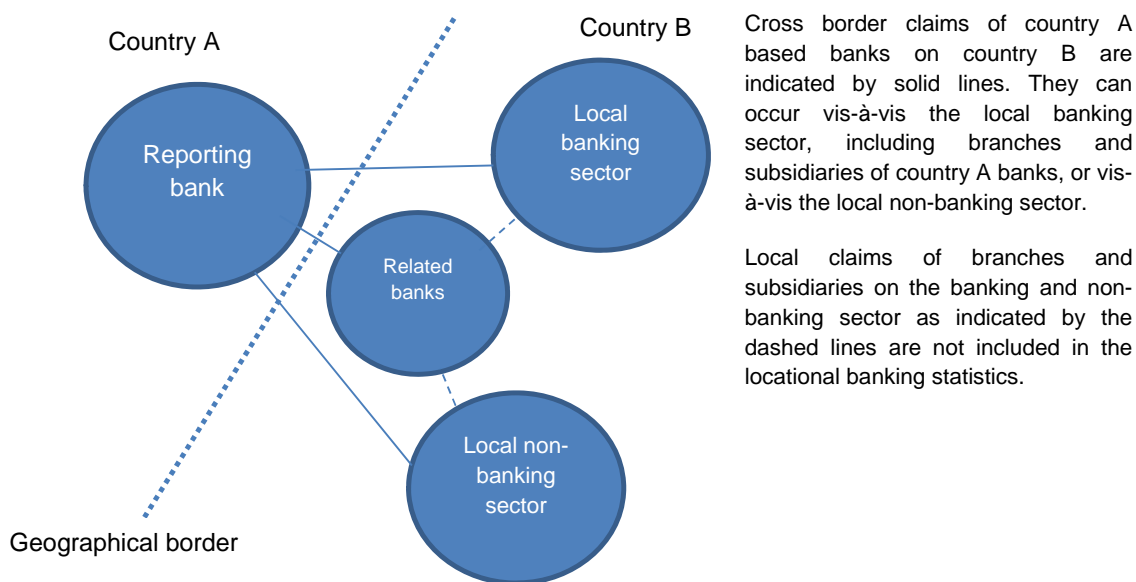 Country A
Country B
Reporting
bank
Local
banking
sector
Related
banks
Local non-
banking
sector
Geographical border
Cross border claims of country A
based banks on country B are
indicated by solid lines. They can
occur vis-à-vis the local banking
sector, including branches and
subsidiaries of country A banks, or vis-
à-vis the local non-banking sector.
Local claims of branches and
subsidiaries on the banking and non-
banking sector as indicated by the
dashed lines are not included in the
locational banking statistics.